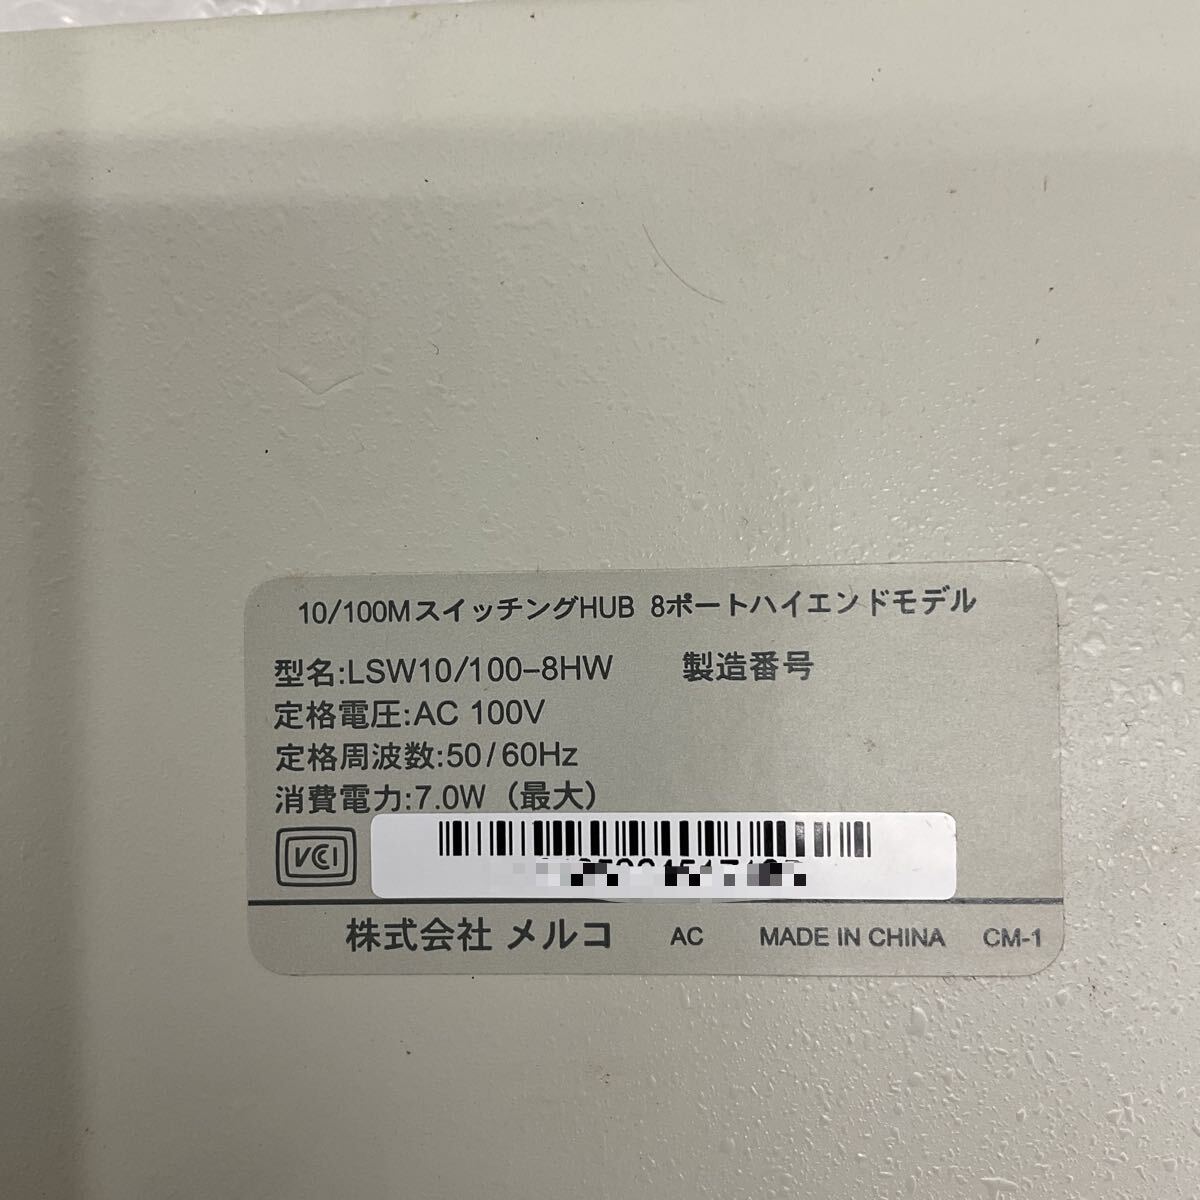 10/100MスイッチングHUB 8ポートハイエンドモデル
型名:LSW10/100-8HW 製造番号
定格電圧:AC 100V
定格周波数:50/60Hz
消費電力:7.0W (最大)
VCCI
株式会社 メルコ AC MADE IN CHINA CM-1